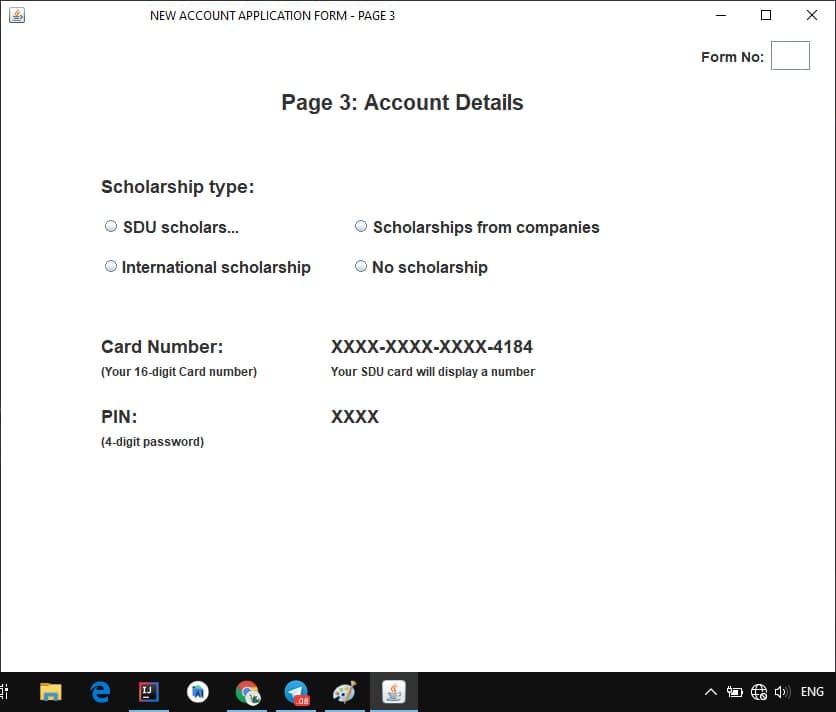 NEW ACCOUNT APPLICATION FORM - PAGE 3
Form No:
Page 3: Account Details
Scholarship type:
SDU scholars... Scholarships from companies
International scholarship No scholarship
Card Number: XXXX-XXXX-XXXX-4184
(Your 16-digit Card number) Your SDU card will display a number
PIN: XXXX
(4-digit password)
IJ .08 ENG